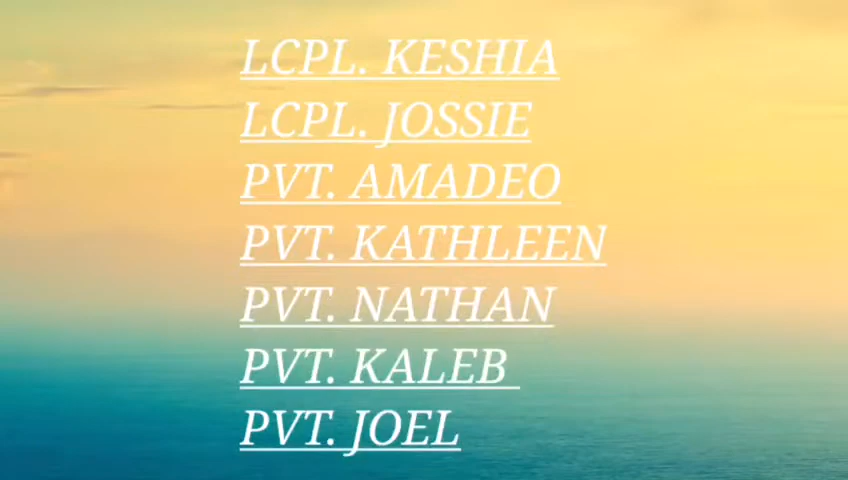 LCPL. KESHIA
LCPL. JOSSIE
PVT. AMADEO
PVT. KATHLEEN
PVT. NATHAN
PVT. KALEB
PVT. JOEL